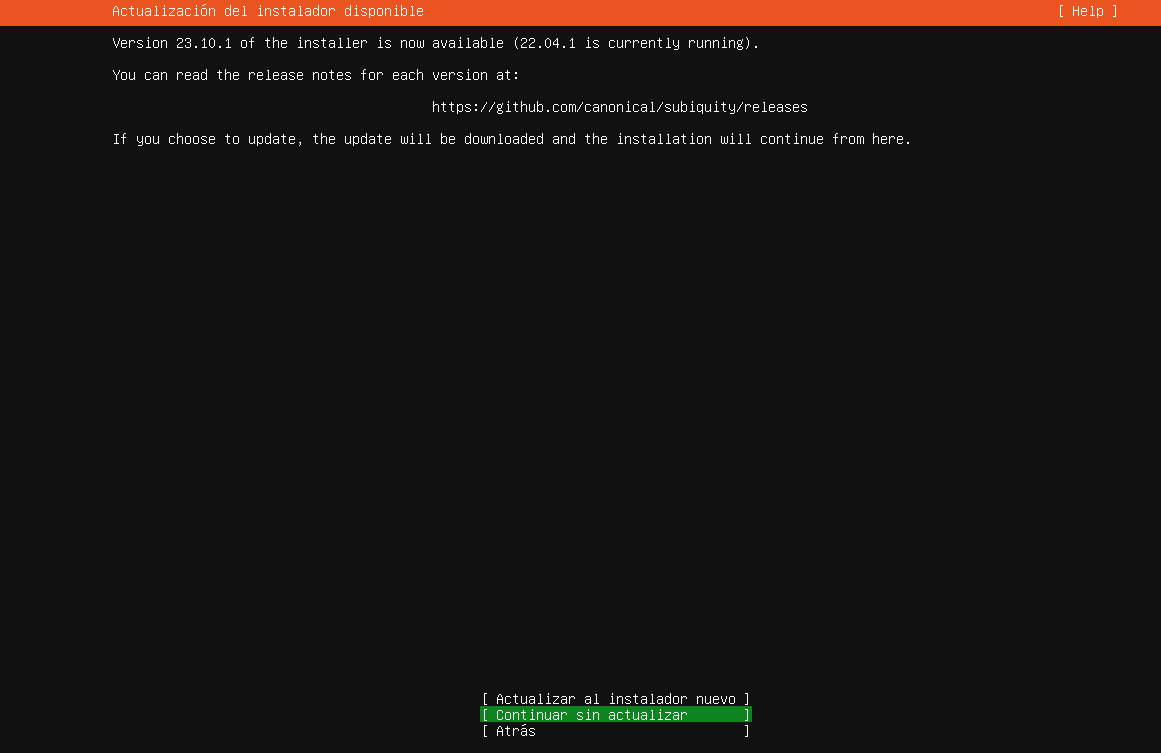 Actualización del instalador disponible [ Help ]
Version 23.10.1 of the installer is now available (22.04.1 is currently running).
You can read the release notes for each version at:
https://github.com/canonical/subiquity/releases
If you choose to update, the update will be downloaded and the installation will continue from here.
[ Actualizar al instalador nuevo ]
[ Continuar sin actualizar ]
[ Atrás ]